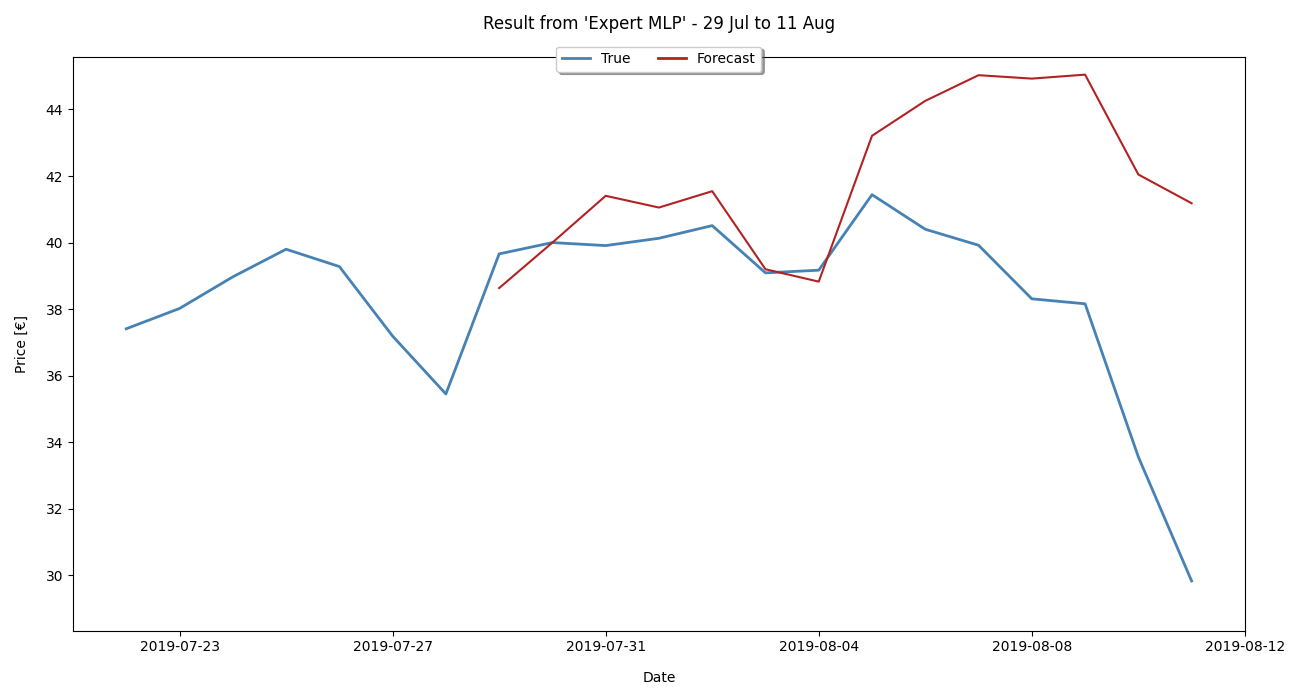 Result from 'Expert MLP' - 29 Jul to 11 Aug
True Forecast
44
42
40
38
36
34
32
30
Price [€]
2019-07-23 2019-07-27 2019-07-31 2019-08-04 2019-08-08 2019-08-12
Date